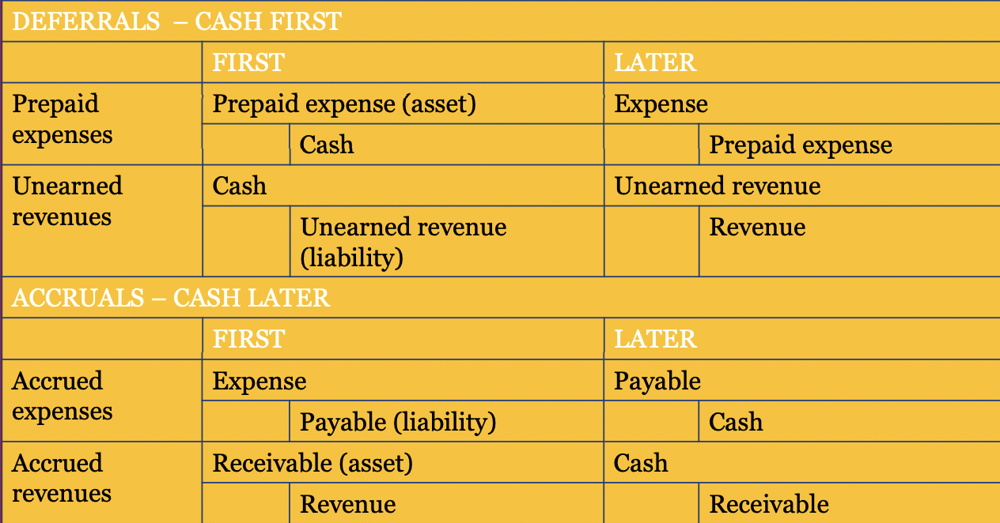 DEFERRALS – CASH FIRST
FIRST LATER
Prepaid expenses Prepaid expense (asset) Expense
Cash Prepaid expense
Unearned revenues Cash Unearned revenue
Unearned revenue (liability) Revenue
ACCRUALS – CASH LATER
FIRST LATER
Accrued expenses Expense Payable
Payable (liability) Cash
Accrued revenues Receivable (asset) Cash
Revenue Receivable